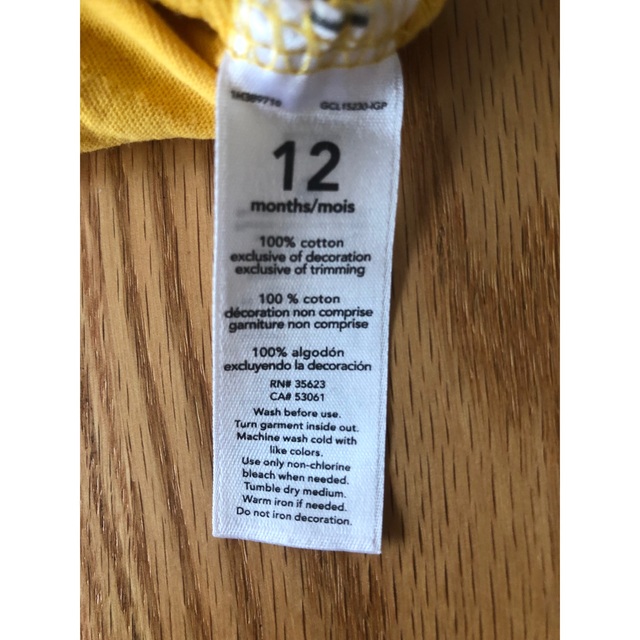 GCL15230-IGP
12
months/mois
100% cotton
exclusive of decoration
exclusive of trimming
100 % coton
décoration non comprise
garniture non comprise
100% algodón
excluyendo la decoración
RN# 35623
CA# 53061
Wash before use.
Turn garment inside out.
Machine wash cold with
like colors.
Use only non-chlorine
bleach when needed.
Tumble dry medium.
Warm iron if needed.
Do not iron decoration.